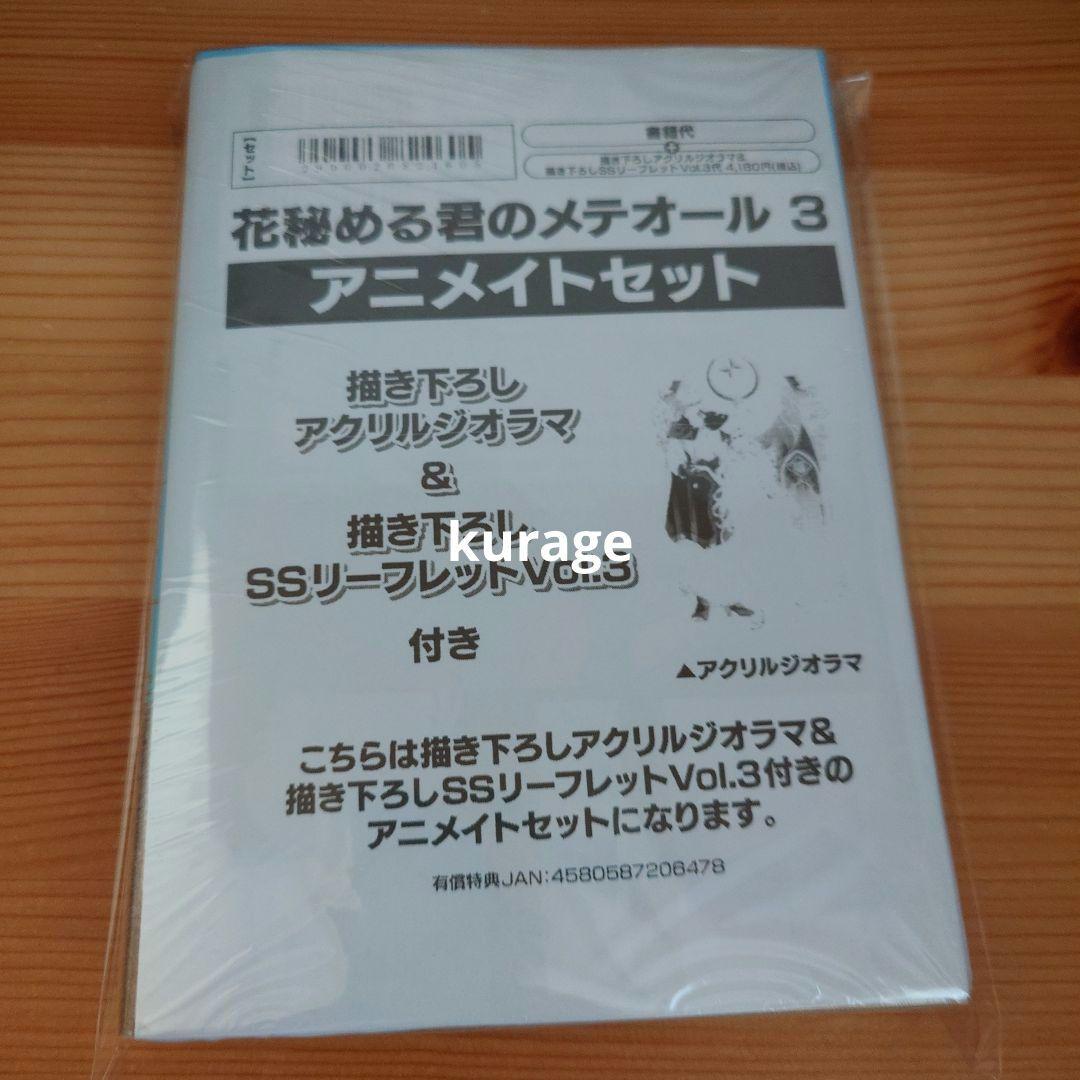 【セット】
書籍代
+
描き下ろしアクリルジオラマ&
描き下ろしSSリーフレットVol.3代 4,180円(税込)
花秘める君のメテオール 3
アニメイトセット
描き下ろし
アクリルジオラマ
&
描き下ろし
SSリーフレットVol.3
付き
kurage
▲アクリルジオラマ
こちらは描き下ろしアクリルジオラマ&
描き下ろしSSリーフレットVol.3付きの
アニメイトセットになります。
有償特典JAN:4580587206478